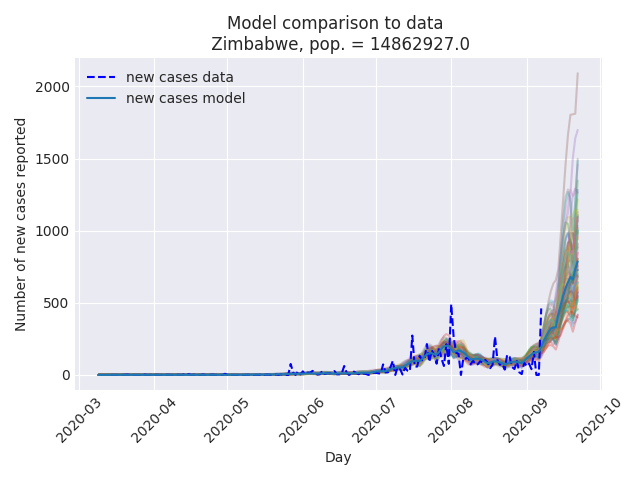 Model comparison to data
Zimbabwe, pop. = 14862927.0
new cases data
new cases model
Number of new cases reported
2000
1500
1000
500
0
2020-03
2020-04
2020-05
2020-06
2020-07
2020-08
2020-09
2020-10
Day